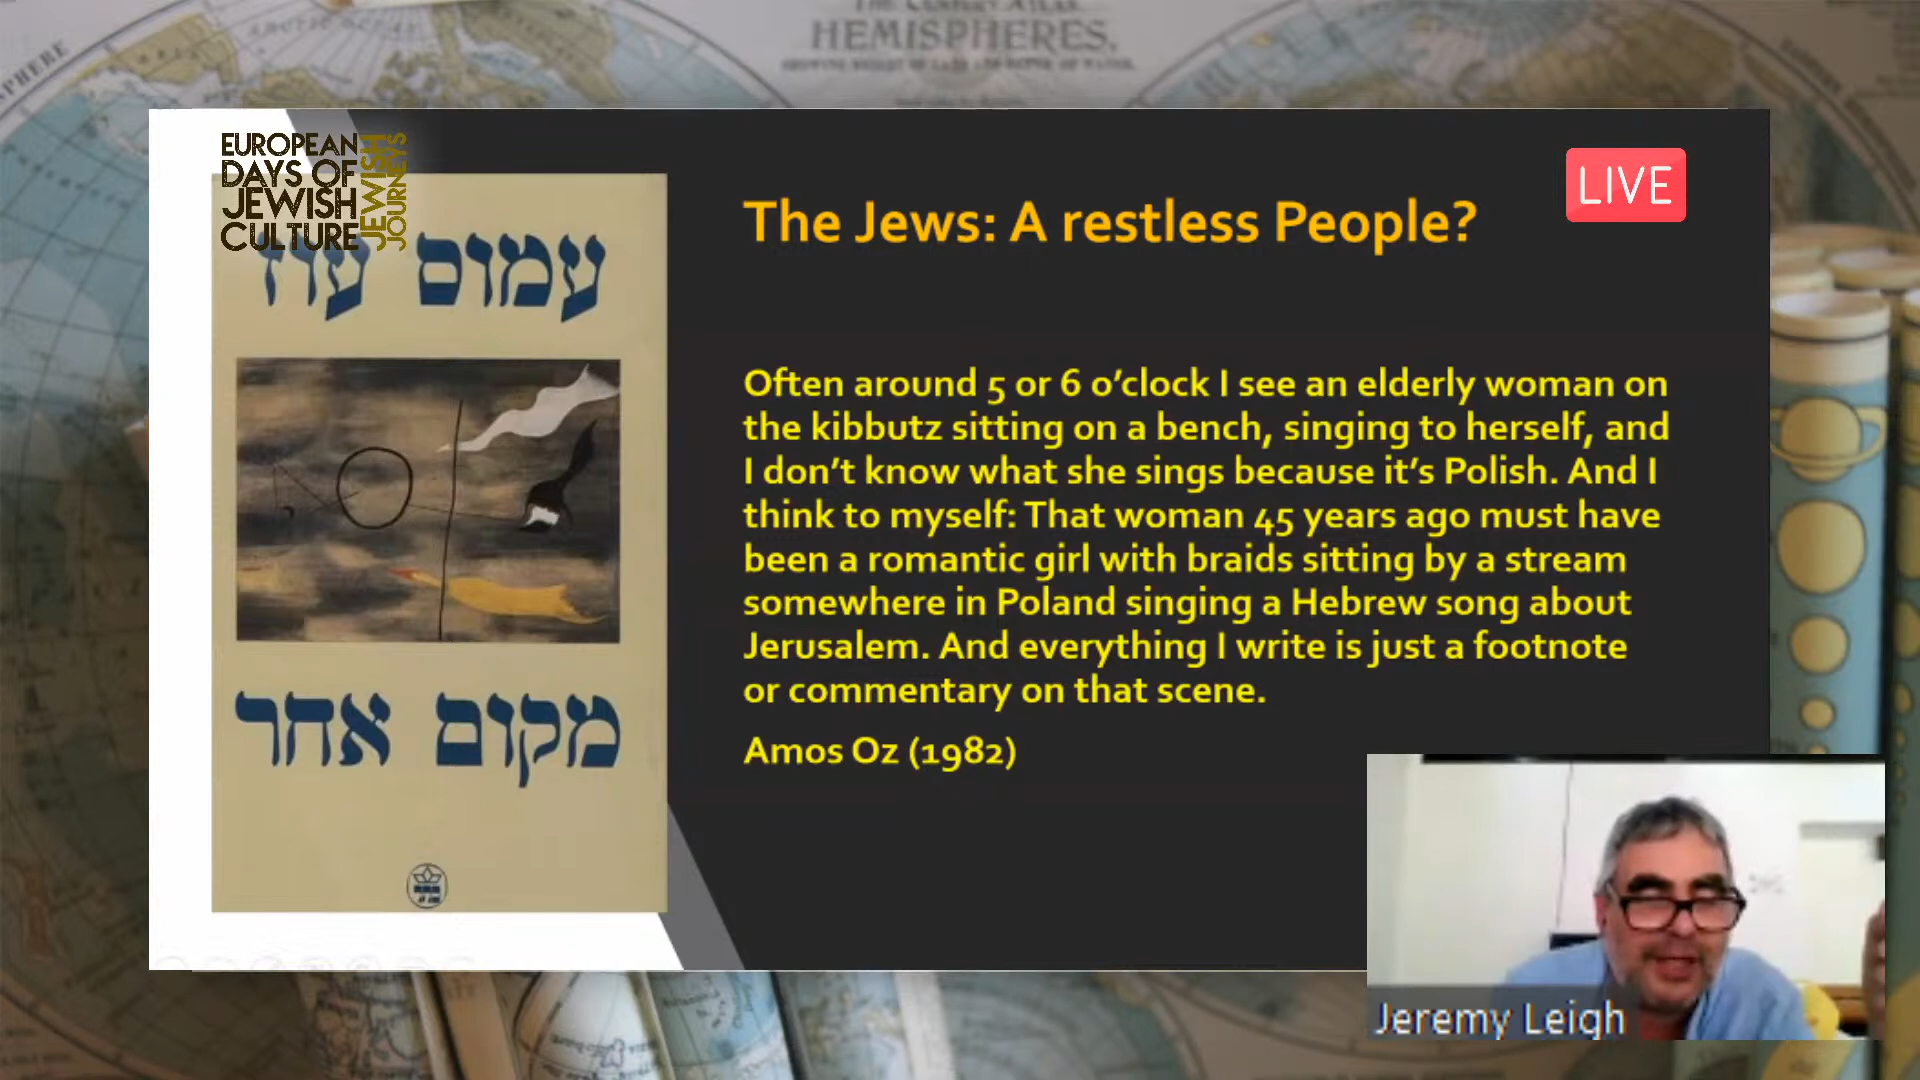 THE CENTURY ATLAS.
HEMISPHERES.
SPHERE
EUROPEAN
DAYS OF
JEWISH
CULTURE
JEWISH
JOURNEYS
LIVE
עמוס עוז
מקום אחר
The Jews: A restless People?
Often around 5 or 6 o’clock I see an elderly woman on
the kibbutz sitting on a bench, singing to herself, and
I don’t know what she sings because it’s Polish. And I
think to myself: That woman 45 years ago must have
been a romantic girl with braids sitting by a stream
somewhere in Poland singing a Hebrew song about
Jerusalem. And everything I write is just a footnote
or commentary on that scene.
Amos Oz (1982)
Jeremy Leigh